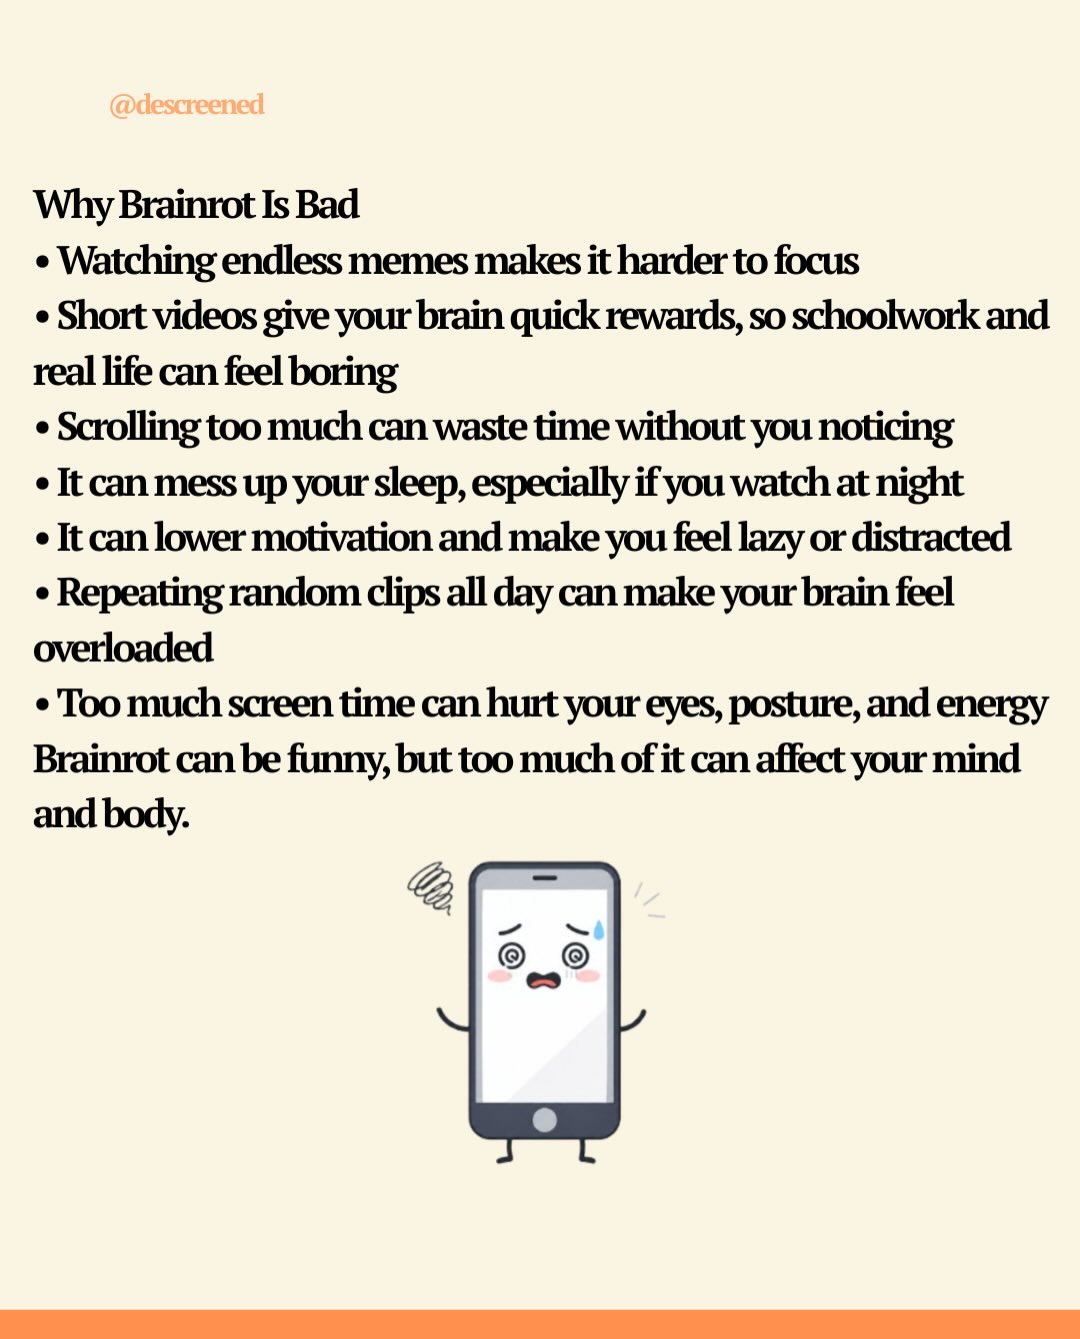 @descreened
Why Brainrot Is Bad
• Watching endless memes makes it harder to focus
• Short videos give your brain quick rewards, so schoolwork and
real life can feel boring
• Scrolling too much can waste time without you noticing
• It can mess up your sleep, especially if you watch at night
• It can lower motivation and make you feel lazy or distracted
• Repeating random clips all day can make your brain feel
overloaded
• Too much screen time can hurt your eyes, posture, and energy
Brainrot can be funny, but too much of it can affect your mind
and body.